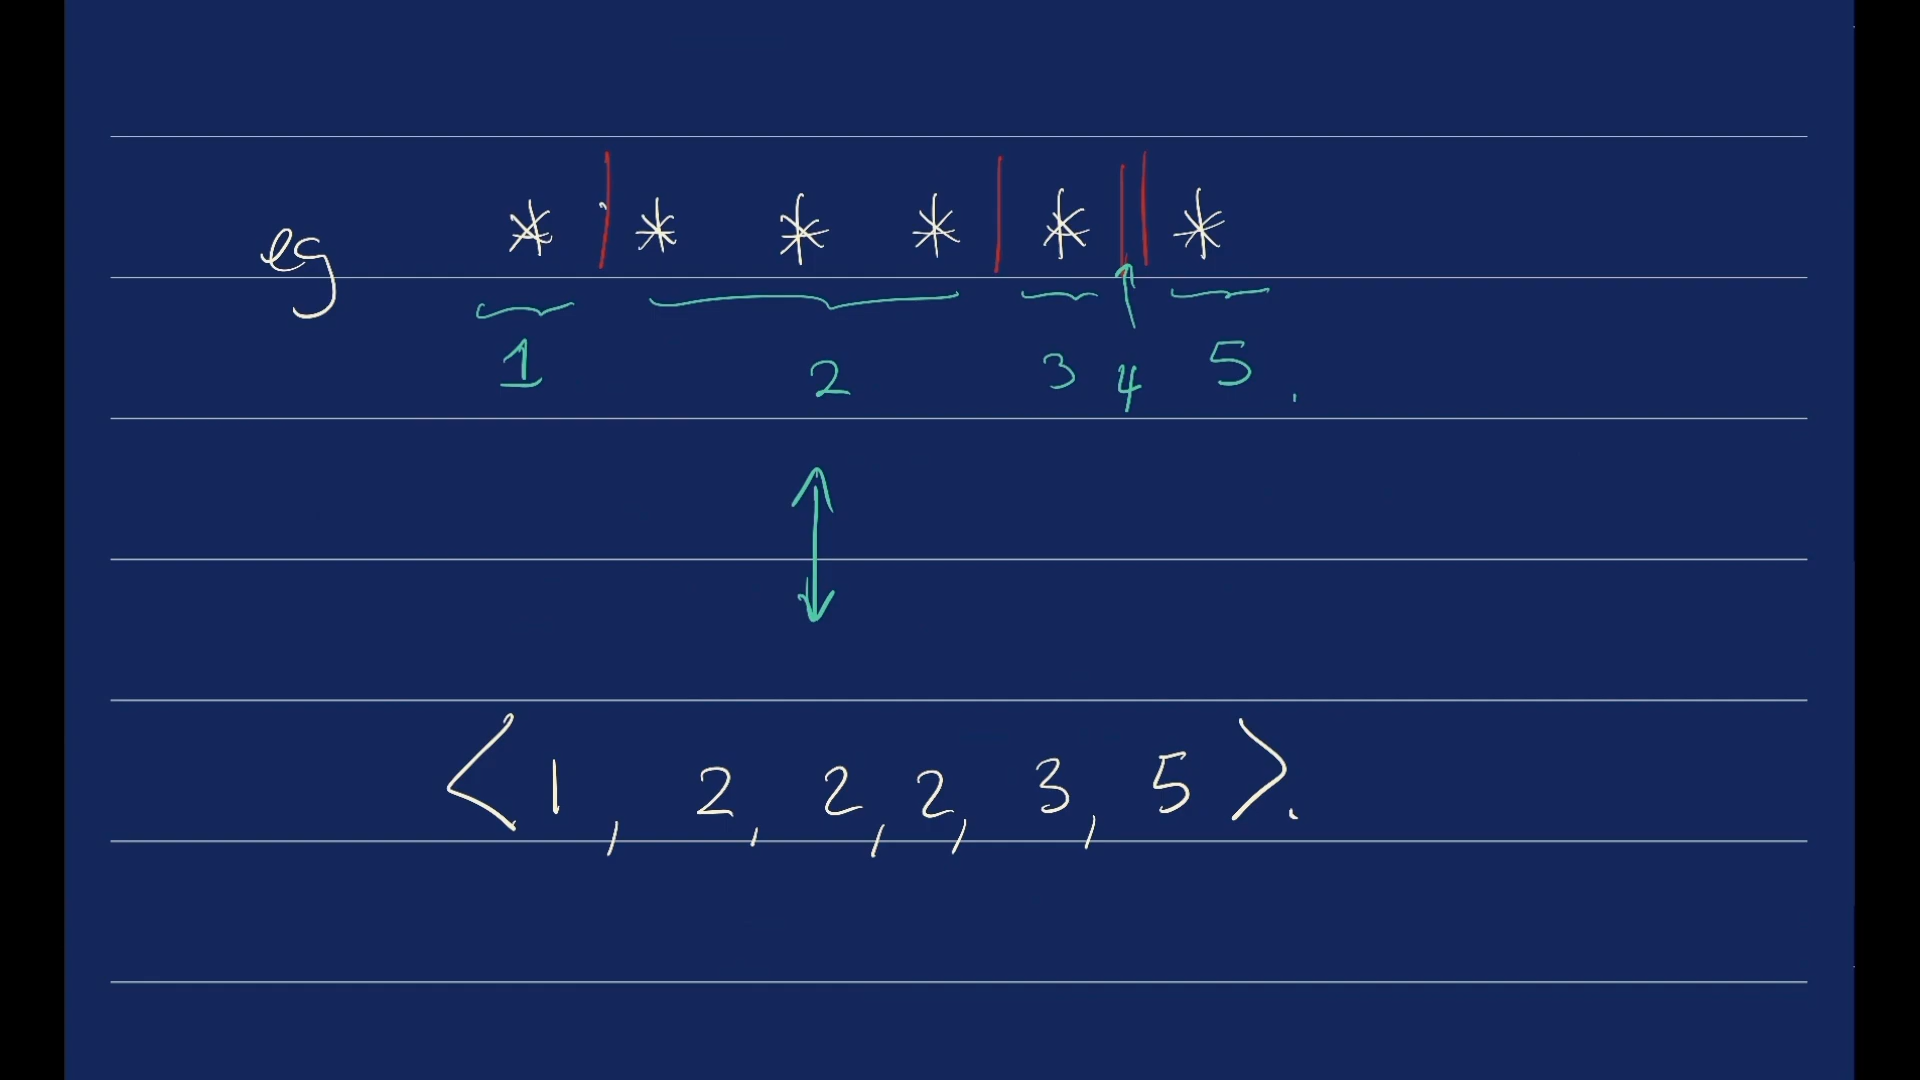 eg * | * * * | * || *
1 2 3 4 5 .
< 1 , 2 , 2 , 2 , 3 , 5 > .